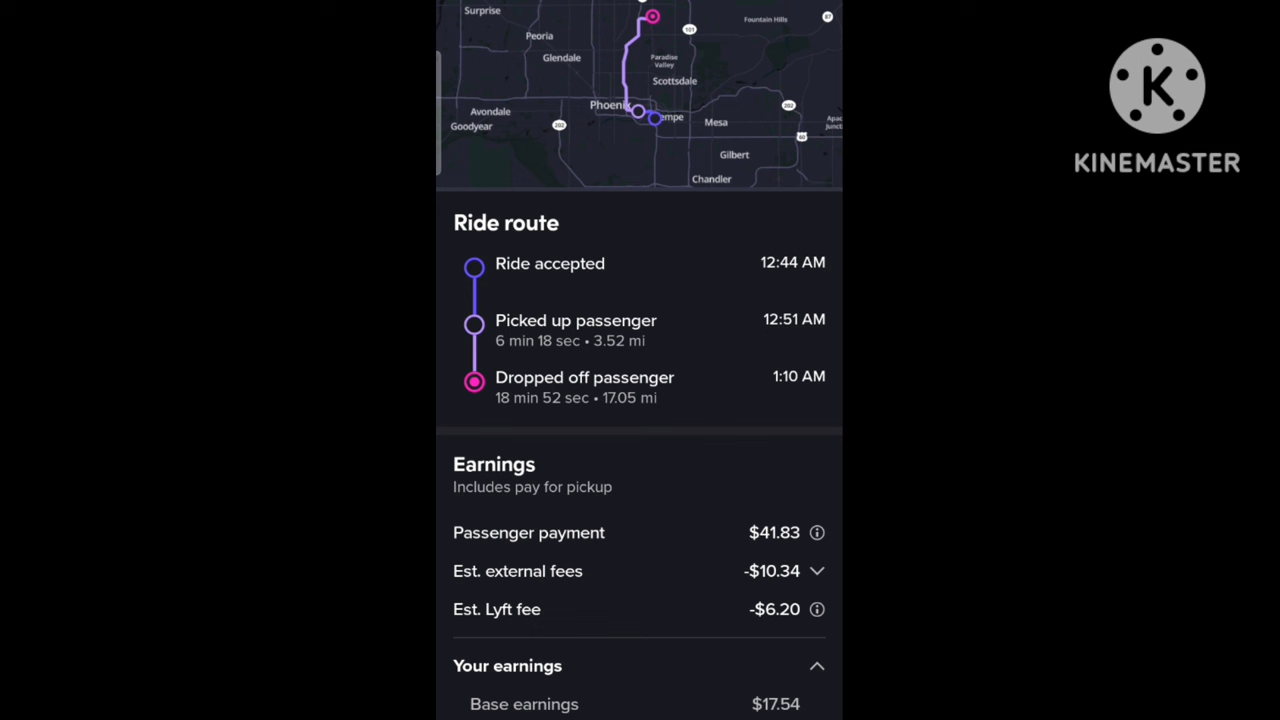 Surprise
Fountain Hills
87
Peoria
101
Glendale
Paradise
Valley
Scottsdale
Phoenix
202
Avondale
empe
Mesa
Goodyear
202
60
Gilbert
Chandler
K
KINEMASTER
Ride route
Ride accepted 12:44 AM
Picked up passenger 12:51 AM
6 min 18 sec • 3.52 mi
Dropped off passenger 1:10 AM
18 min 52 sec • 17.05 mi
Earnings
Includes pay for pickup
Passenger payment $41.83
Est. external fees -$10.34
Est. Lyft fee -$6.20
Your earnings
Base earnings $17.54